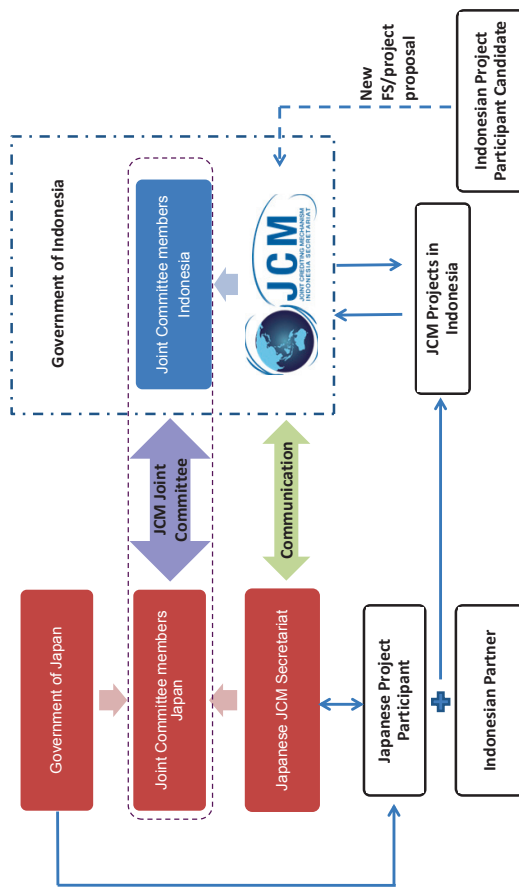 Government of Japan
Government of Indonesia
Joint Committee members
Japan
JCM Joint
Committee
Joint Committee members
Indonesia
Japanese JCM Secretariat
Communication
JCM
JOINT CREDITING MECHANISM
INDONESIA SECRETARIAT
New
FS/project
proposal
Japanese Project
Participant
JCM Projects in
Indonesia
Indonesian Partner
Indonesian Project
Participant Candidate